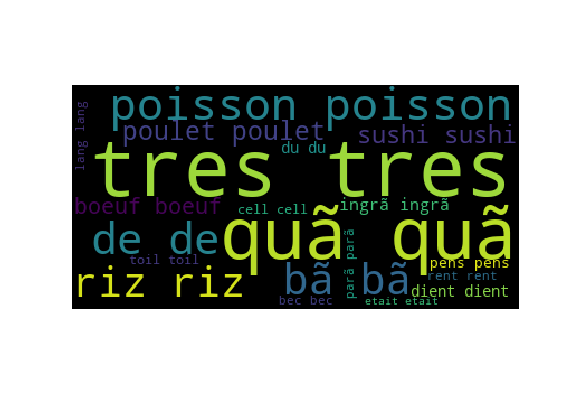 lang lang
poisson poisson
poulet poulet
sushi sushi
du du
tres tres
boeuf boeuf
cell cell
ingrã ingrã
de de
quã quã
parã parã
toil toil
pens pens
riz riz
bã bã
rent rent
dient dient
bec bec
etait etait